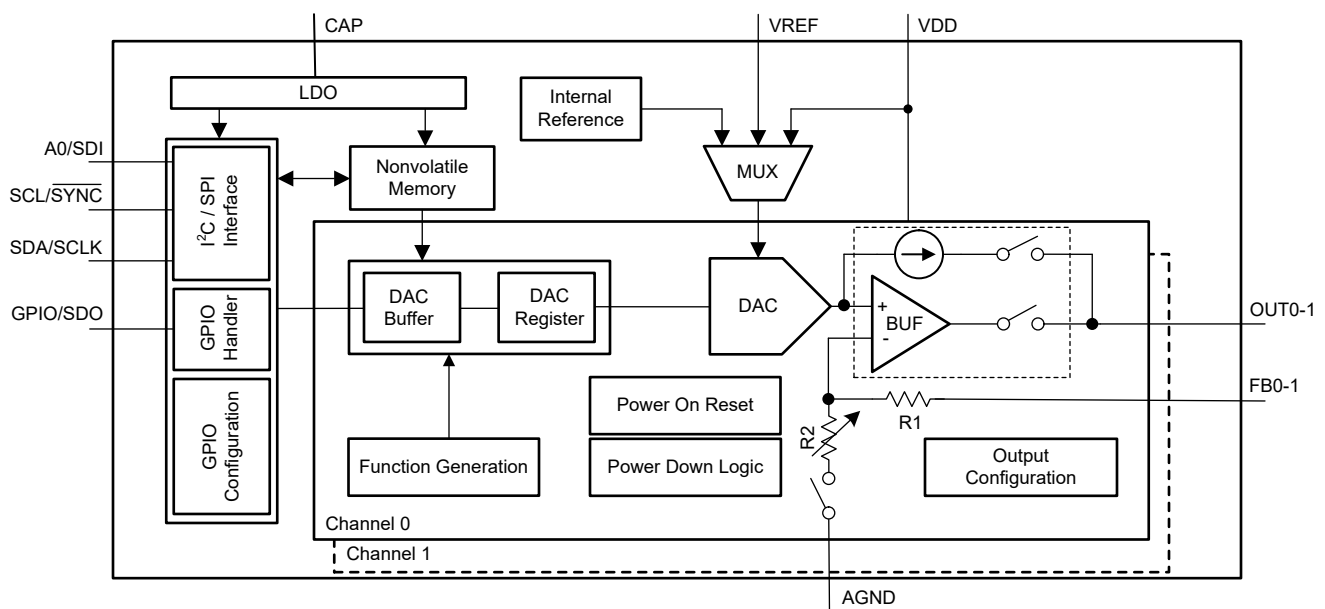 CAP
VREF
VDD
LDO
Internal
Reference
A0/SDI
SCL/SYNC
SDA/SCLK
GPIO/SDO
I²C / SPI
Interface
Nonvolatile
Memory
MUX
GPIO
Handler
GPIO
Configuration
DAC
Buffer
DAC
Register
DAC
+
BUF
-
OUT0-1
FB0-1
R1
R2
Power On Reset
Function Generation
Power Down Logic
Output
Configuration
Channel 0
Channel 1
AGND